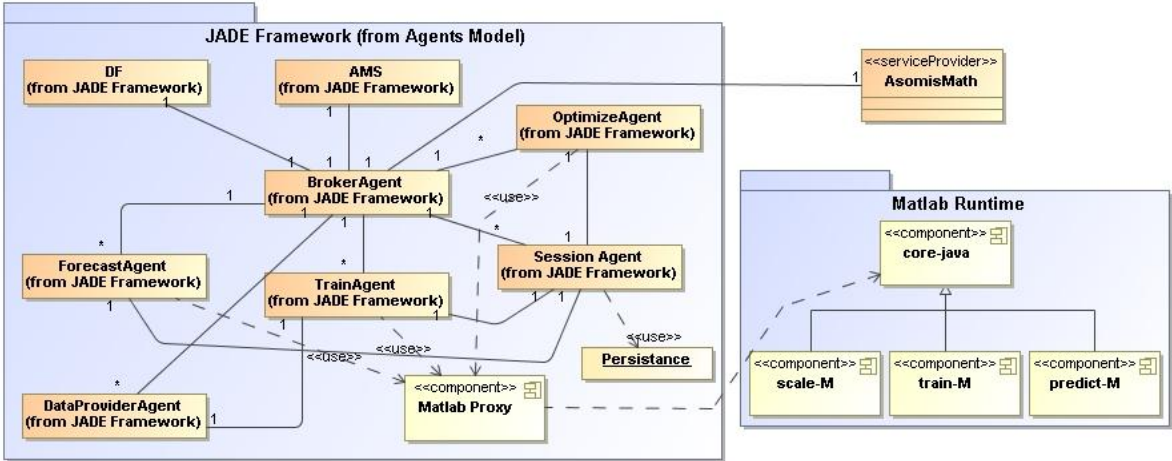 JADE Framework (from Agents Model)
DF
(from JADE Framework)
1
AMS
(from JADE Framework)
1
<<serviceProvider>>
AsomisMath
1
OptimizeAgent
(from JADE Framework)
1
*
1
1
1
1
BrokerAgent
(from JADE Framework)
1
1
1
1
<<use>>
*
*
*
1
ForecastAgent
(from JADE Framework)
1
TrainAgent
(from JADE Framework)
1
1
Session Agent
(from JADE Framework)
1
1
<<use>>
<<use>>
<<use>>
Persistance
*
DataProviderAgent
(from JADE Framework)
1
<<component>>
Matlab Proxy
Matlab Runtime
<<component>>
core-java
<<component>>
scale-M
<<component>>
train-M
<<component>>
predict-M